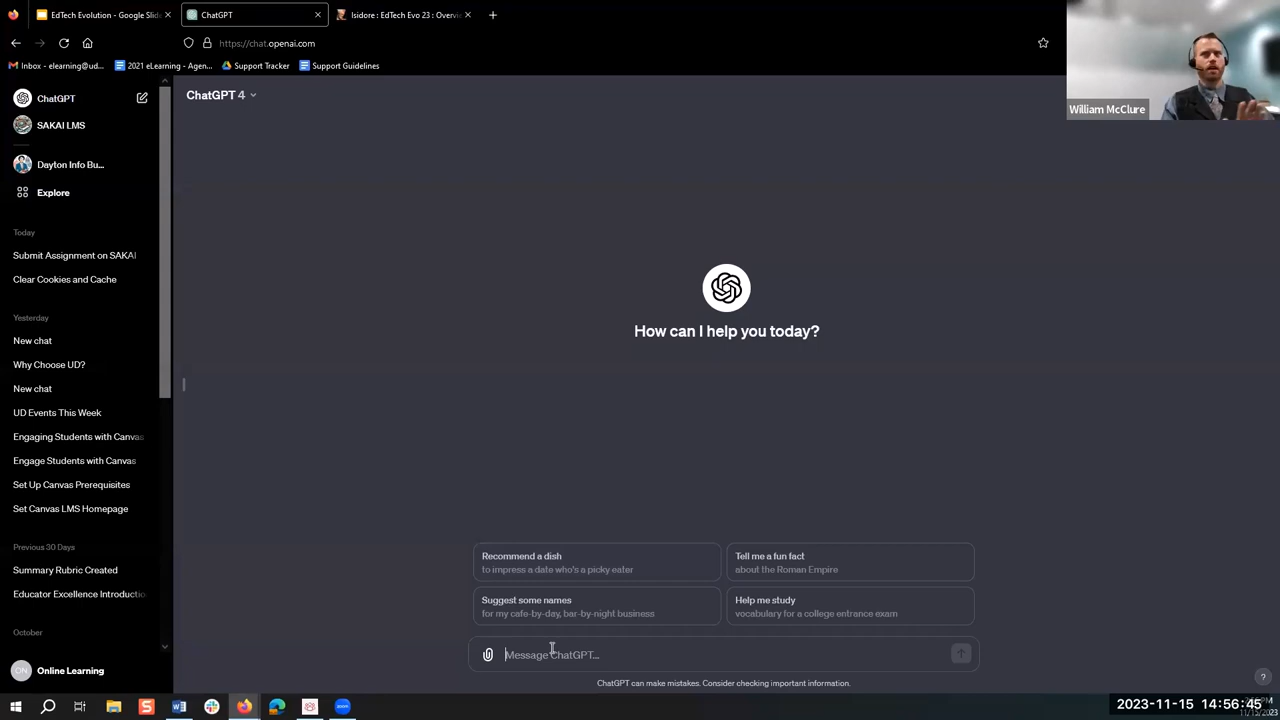 EdTech Evolution - Google Slide
ChatGPT
Isidore : EdTech Evo 23 : Overvi
https://chat.openai.com
Inbox - elearning@ud...
2021 eLearning - Agen...
Support Tracker
Support Guidelines
William McClure
ChatGPT
SAKAI LMS
Dayton Info Bu...
Explore
Today
Submit Assignment on SAKAI
Clear Cookies and Cache
Yesterday
New chat
Why Choose UD?
New chat
UD Events This Week
Engaging Students with Canvas
Engage Students with Canvas
Set Up Canvas Prerequisites
Set Canvas LMS Homepage
Previous 30 Days
Summary Rubric Created
Educator Excellence Introductio
October
ON Online Learning
ChatGPT 4
How can I help you today?
Recommend a dish
to impress a date who's a picky eater
Tell me a fun fact
about the Roman Empire
Suggest some names
for my cafe-by-day, bar-by-night business
Help me study
vocabulary for a college entrance exam
Message ChatGPT...
ChatGPT can make mistakes. Consider checking important information.
?
2023-11-15 14:56:45